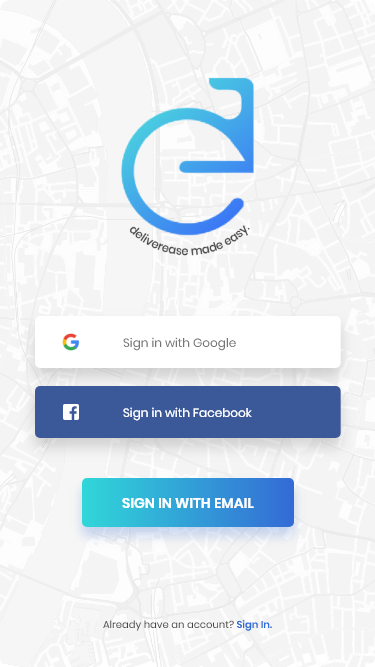 deliverease made easy.
Sign in with Google
Sign in with Facebook
SIGN IN WITH EMAIL
Already have an account? Sign In.